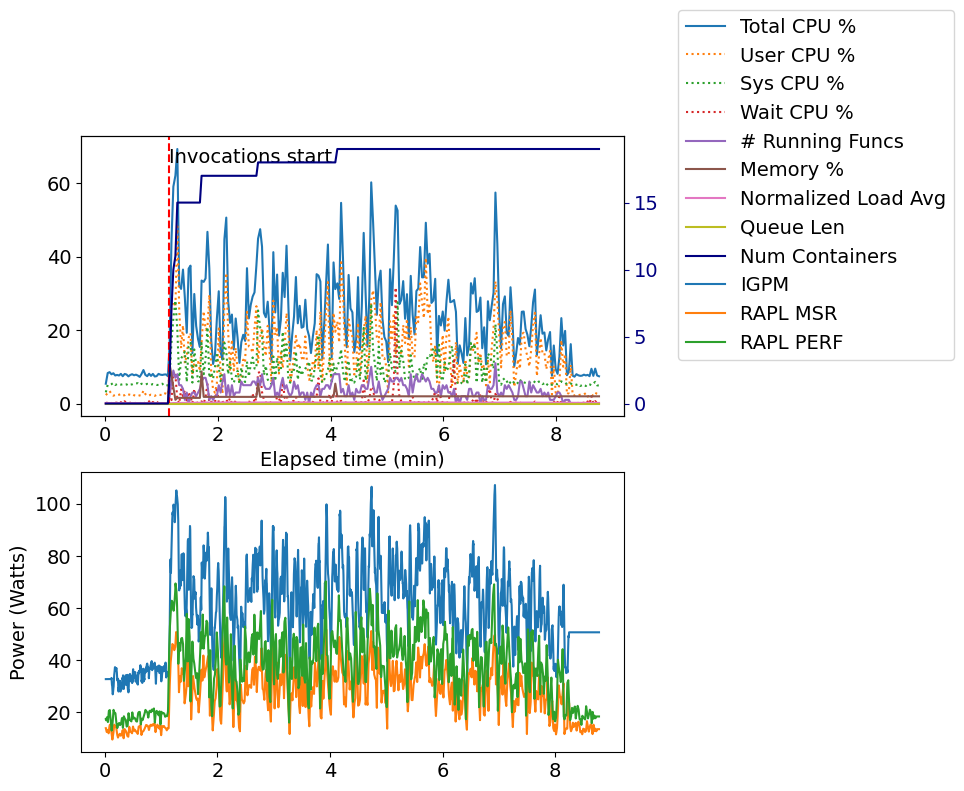 Total CPU %
User CPU %
Sys CPU %
Wait CPU %
# Running Funcs
Memory %
Normalized Load Avg
Queue Len
Num Containers
IGPM
RAPL MSR
RAPL PERF
Invocations start
60
40
20
0
15
10
5
0
0 2 4 6 8
Elapsed time (min)
100
80
60
40
20
Power (Watts)
0 2 4 6 8